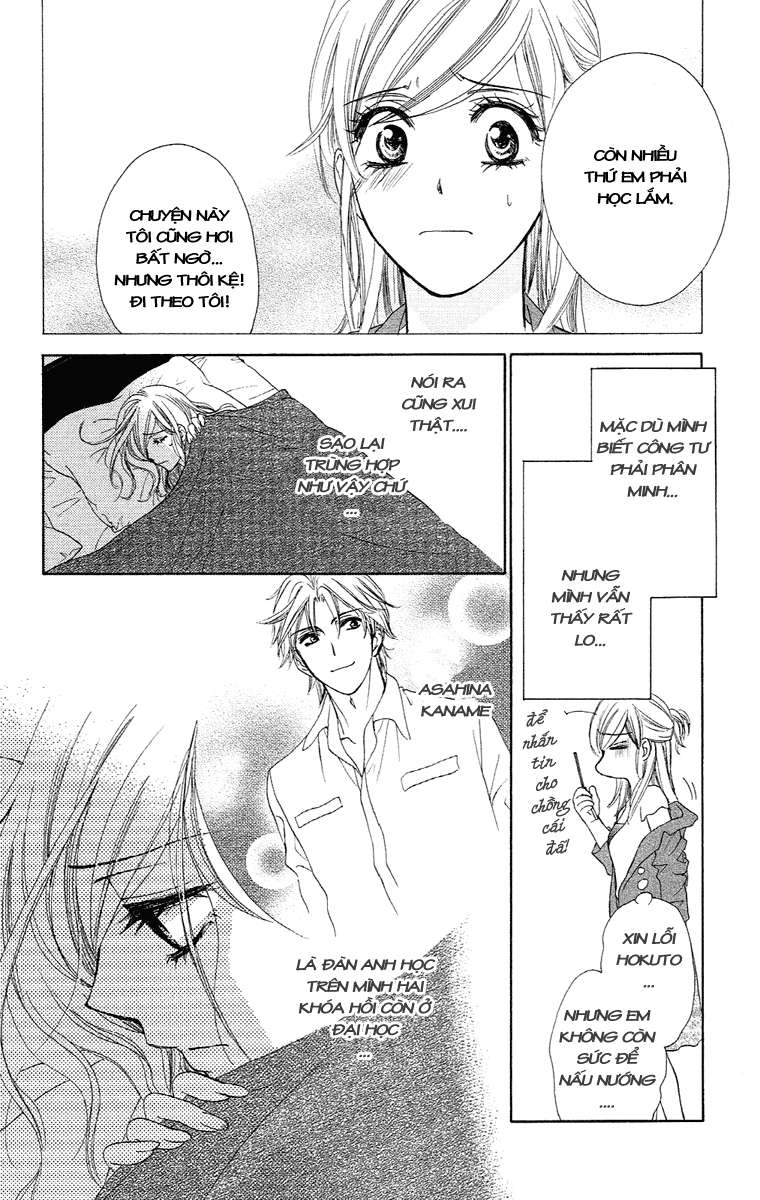 CÒN NHIỀU
THỨ EM PHẢI
HỌC LẮM.
CHUYỆN NÀY
TÔI CŨNG HƠI
BẤT NGỜ...
NHƯNG THÔI KỆ!
ĐI THEO TÔI!
MẶC DÙ MÌNH
BIẾT CÔNG TƯ
PHẢI PHÂN
MINH...
NHƯNG
MÌNH VẪN
THẤY RẤT
LO...
để
nhắn
tin
cho
chồng
cái
đã!
XIN LỖI
HOKUTO
...
NHƯNG EM
KHÔNG CÒN
SỨC ĐỂ
NẤU NƯỚNG
....
NÓI RA
CŨNG XUI
THẬT....
SAO LẠI
TRÙNG HỢP
NHƯ VẬY CHỨ
...
ASAHINA
KANAME
LÀ ĐÀN ANH HỌC
TRÊN MÌNH HAI
KHÓA HỒI CÒN Ở
ĐẠI HỌC
...